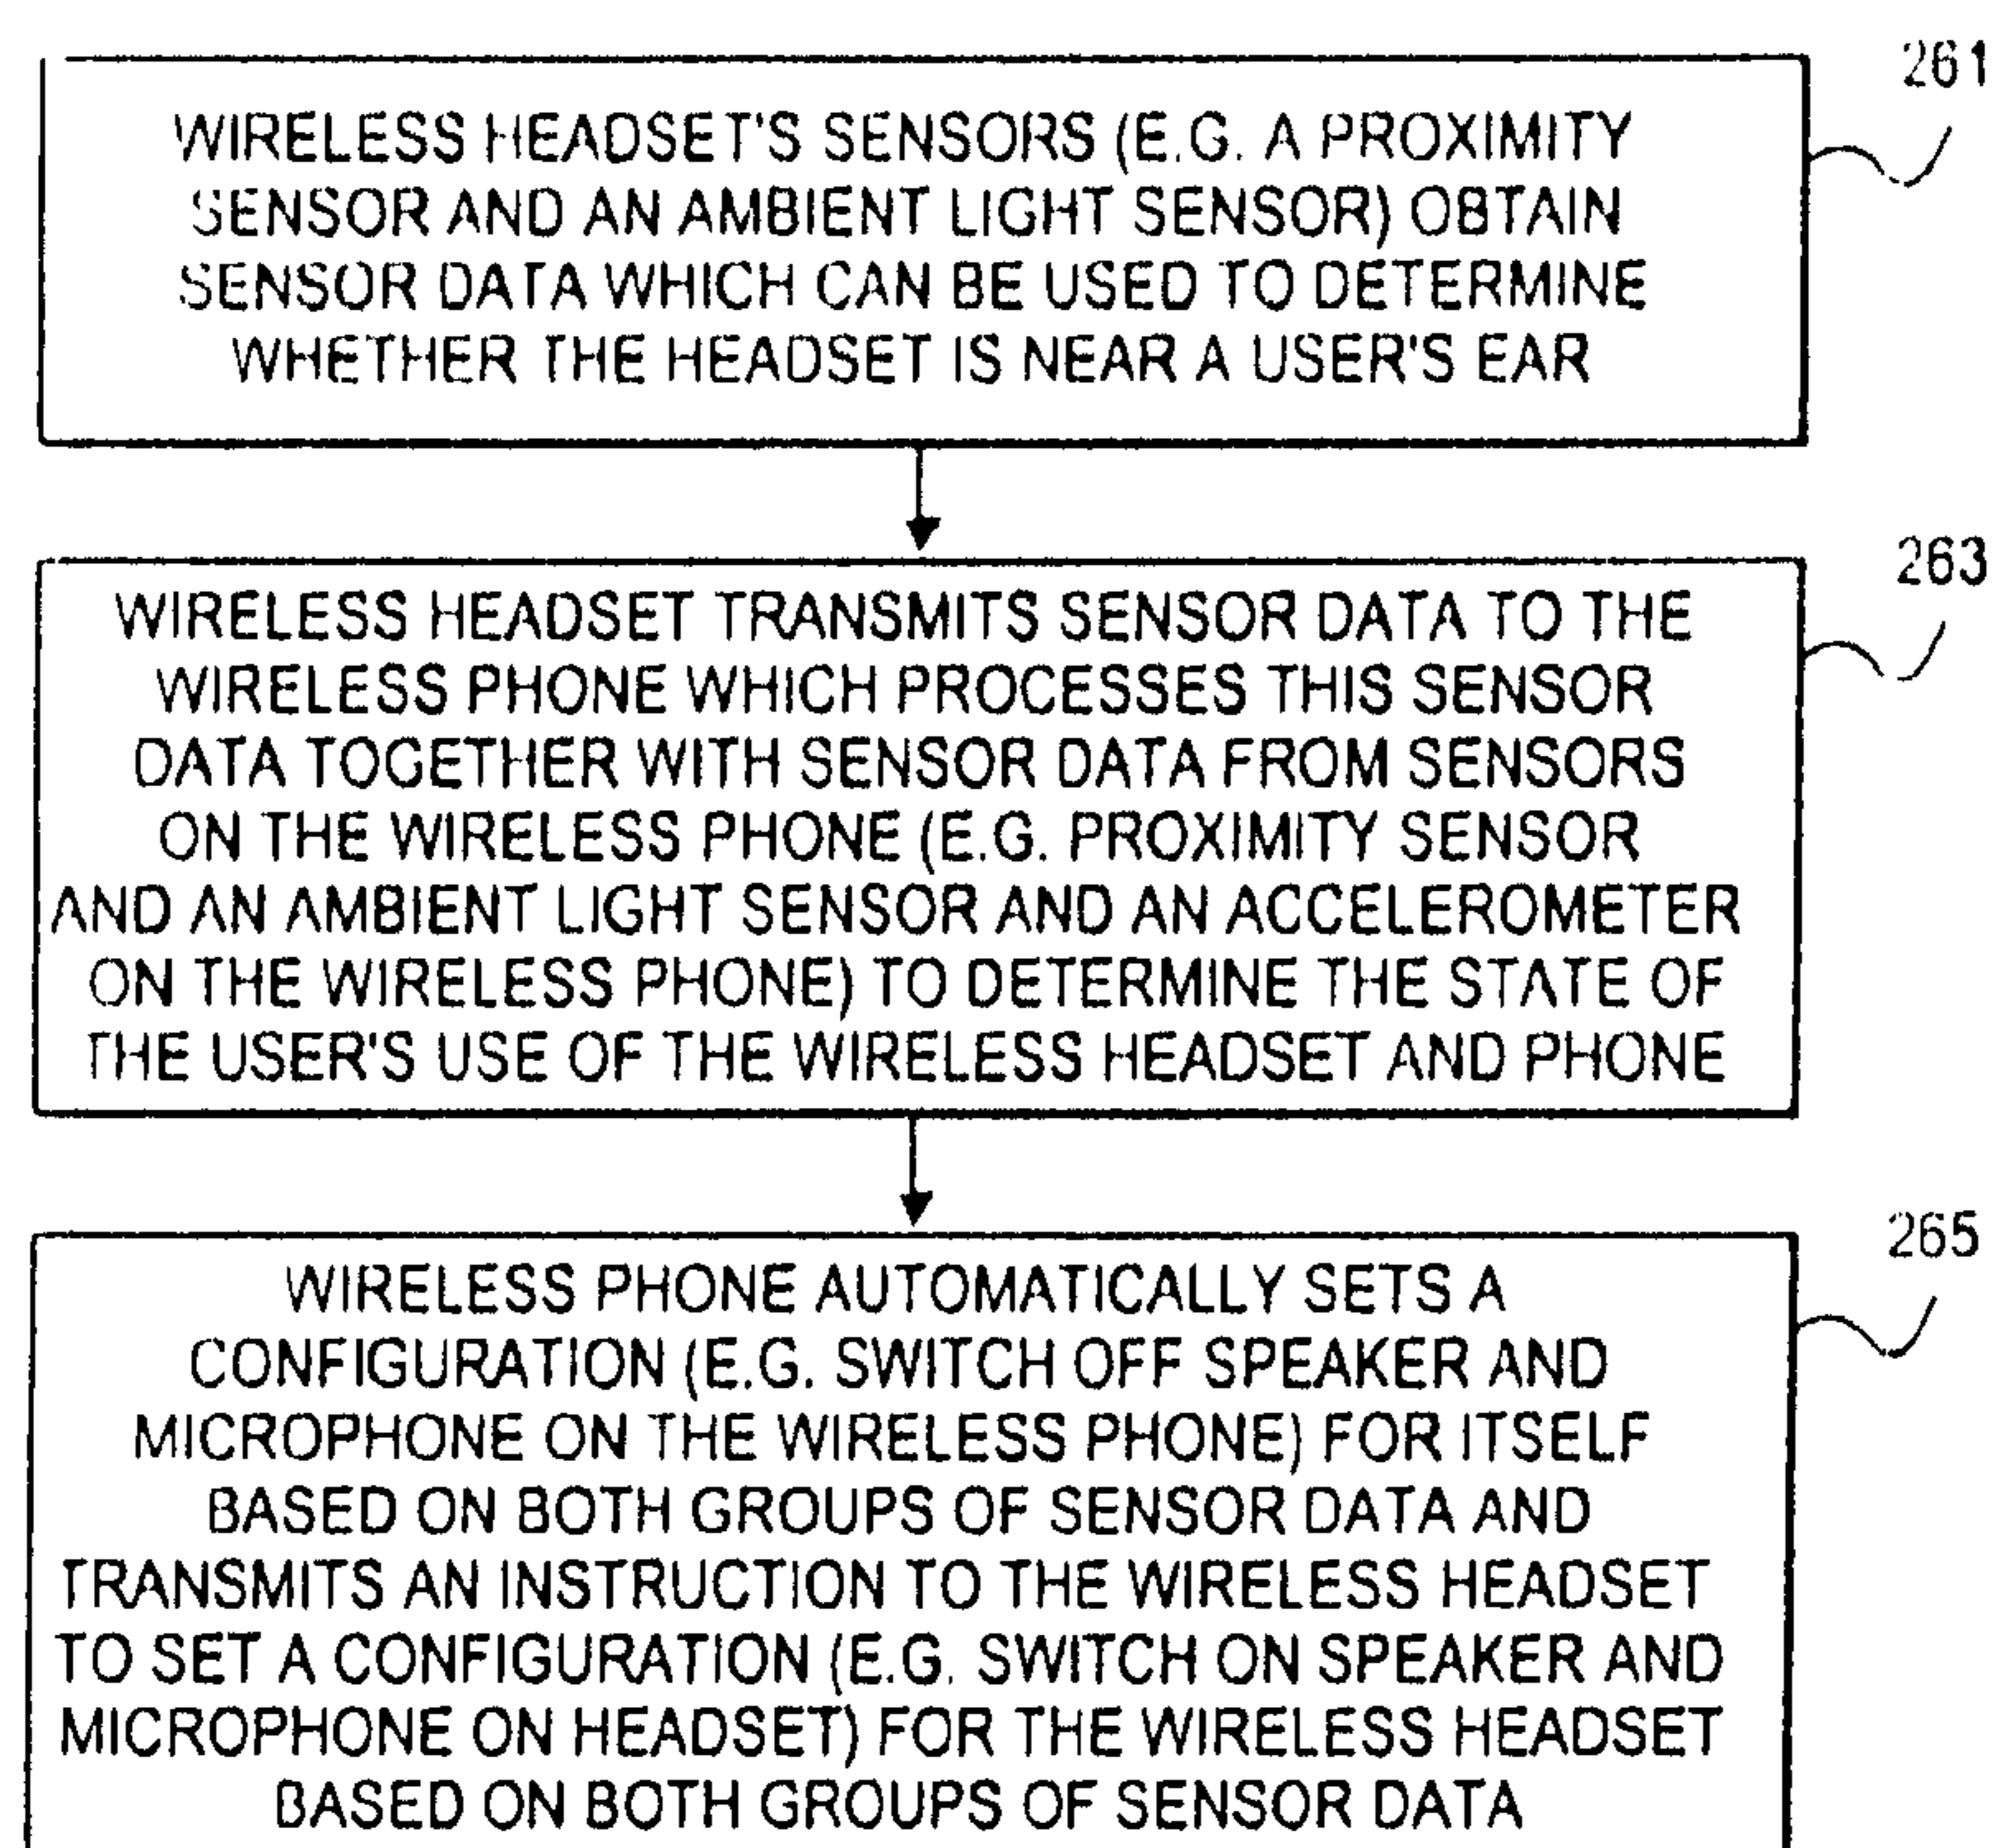 261
WIRELESS HEADSET'S SENSORS (E.G. A PROXIMITY
SENSOR AND AN AMBIENT LIGHT SENSOR) OBTAIN
SENSOR DATA WHICH CAN BE USED TO DETERMINE
WHETHER THE HEADSET IS NEAR A USER'S EAR
263
WIRELESS HEADSET TRANSMITS SENSOR DATA TO THE
WIRELESS PHONE WHICH PROCESSES THIS SENSOR
DATA TOGETHER WITH SENSOR DATA FROM SENSORS
ON THE WIRELESS PHONE (E.G. PROXIMITY SENSOR
AND AN AMBIENT LIGHT SENSOR AND AN ACCELEROMETER
ON THE WIRELESS PHONE) TO DETERMINE THE STATE OF
THE USER'S USE OF THE WIRELESS HEADSET AND PHONE
265
WIRELESS PHONE AUTOMATICALLY SETS A
CONFIGURATION (E.G. SWITCH OFF SPEAKER AND
MICROPHONE ON THE WIRELESS PHONE) FOR ITSELF
BASED ON BOTH GROUPS OF SENSOR DATA AND
TRANSMITS AN INSTRUCTION TO THE WIRELESS HEADSET
TO SET A CONFIGURATION (E.G. SWITCH ON SPEAKER AND
MICROPHONE ON HEADSET) FOR THE WIRELESS HEADSET
BASED ON BOTH GROUPS OF SENSOR DATA